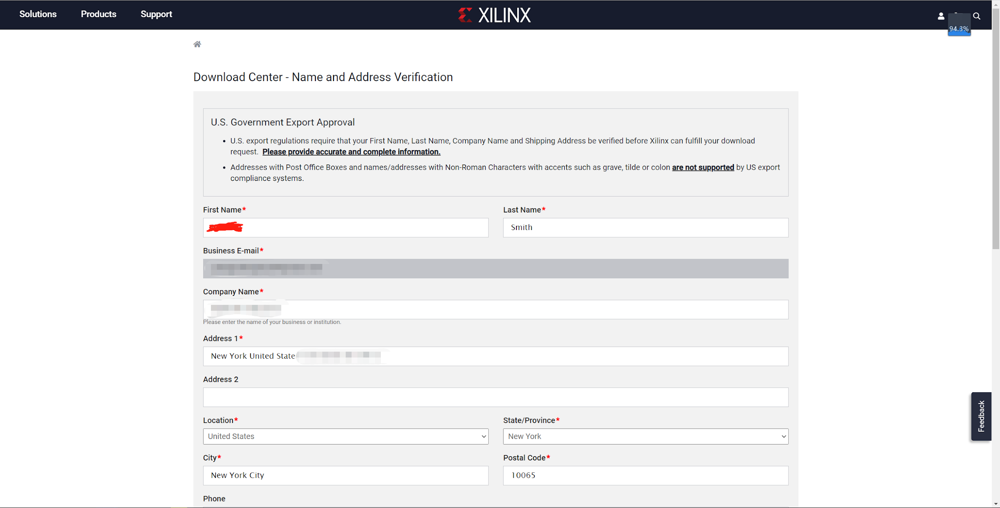 Solutions Products Support XILINX
94.3%
Download Center - Name and Address Verification
U.S. Government Export Approval
• U.S. export regulations require that your First Name, Last Name, Company Name and Shipping Address be verified before Xilinx can fulfill your download
request. Please provide accurate and complete information.
• Addresses with Post Office Boxes and names/addresses with Non-Roman Characters with accents such as grave, tilde or colon are not supported by US export
compliance systems.
First Name* Last Name*
Smith
Business E-mail*
Company Name*
Please enter the name of your business or institution.
Address 1*
New York United State
Address 2
Location* State/Province*
United States New York
City* Postal Code*
New York City 10065
Phone
Feedback